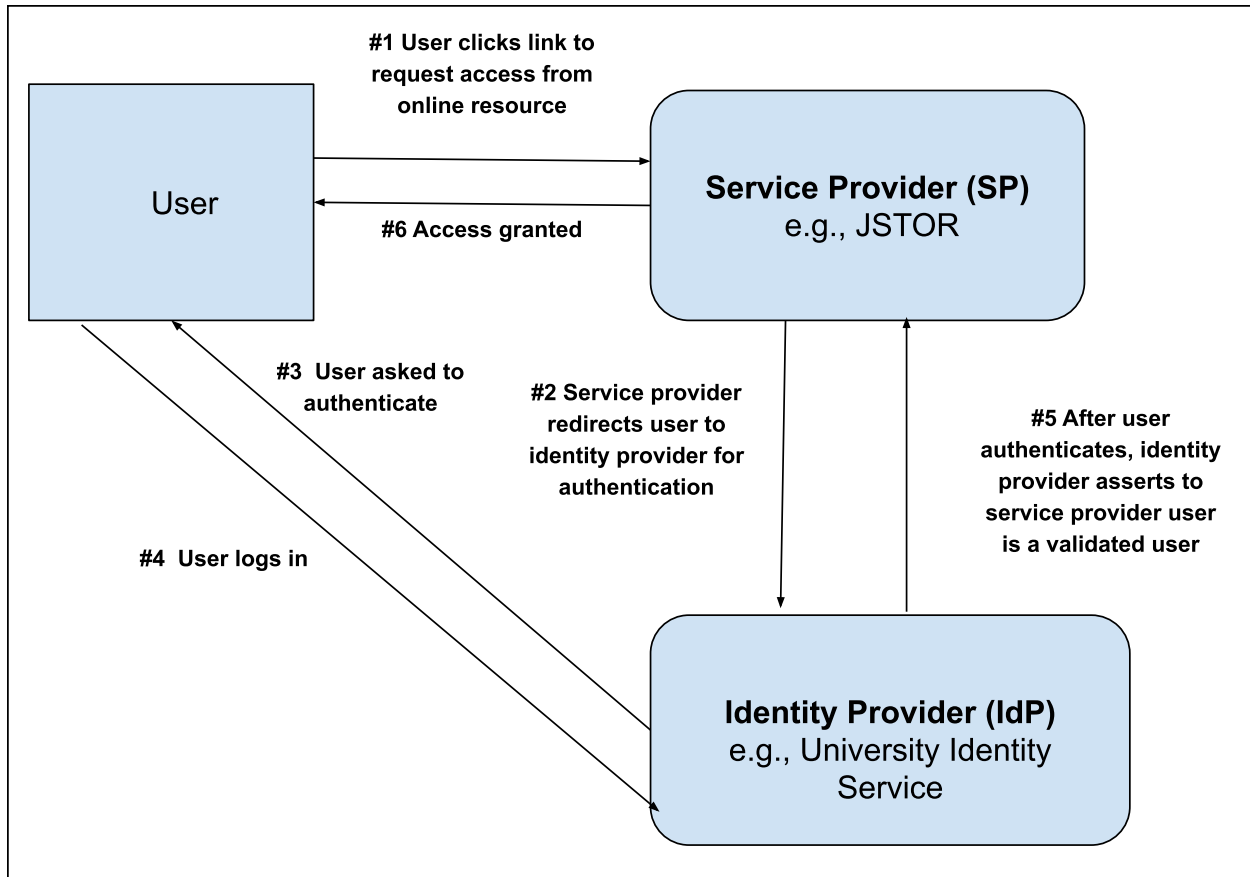 #1 User clicks link to
request access from
online resource
User
Service Provider (SP)
e.g., JSTOR
#6 Access granted
#3  User asked to
authenticate
#2 Service provider
redirects user to
identity provider for
authentication
#5 After user
authenticates, identity
provider asserts to
service provider user
is a validated user
#4  User logs in
Identity Provider (IdP)
e.g., University Identity
Service